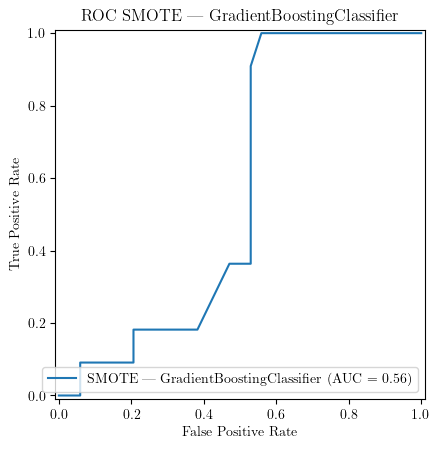 ROC SMOTE — GradientBoostingClassifier
1.0
0.8
0.6
0.4
0.2
0.0
True Positive Rate
SMOTE — GradientBoostingClassifier (AUC = 0.56)
0.0 0.2 0.4 0.6 0.8 1.0
False Positive Rate